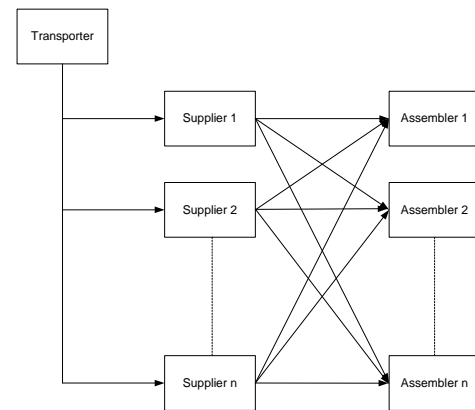 Transporter
Supplier 1
Assembler 1
Supplier 2
Assembler 2
Supplier n
Assembler n